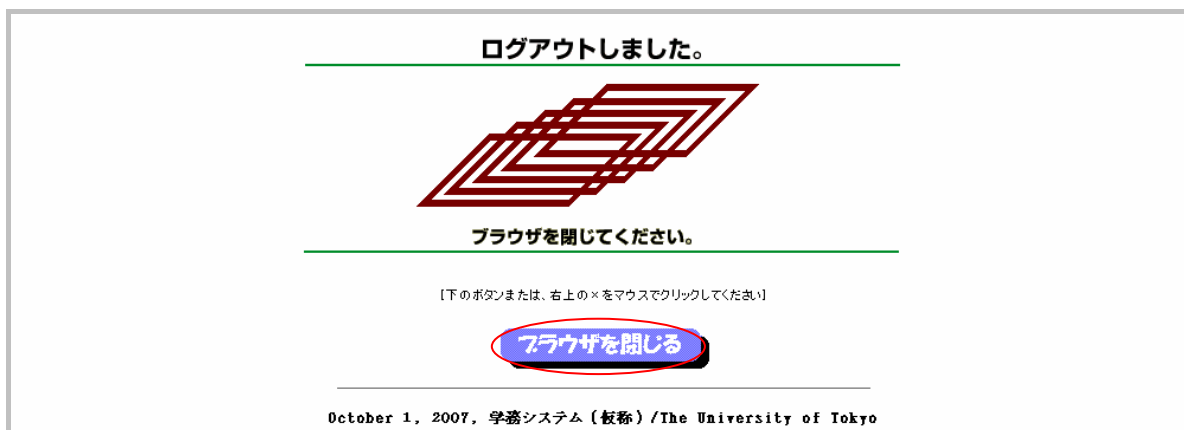 ログアウトしました。
ブラウザを閉じてください。
[下のボタンまたは、右上の×をマウスでクリックしてください]
ブラウザを閉じる
October 1, 2007, 学務システム(仮称)/The University of Tokyo